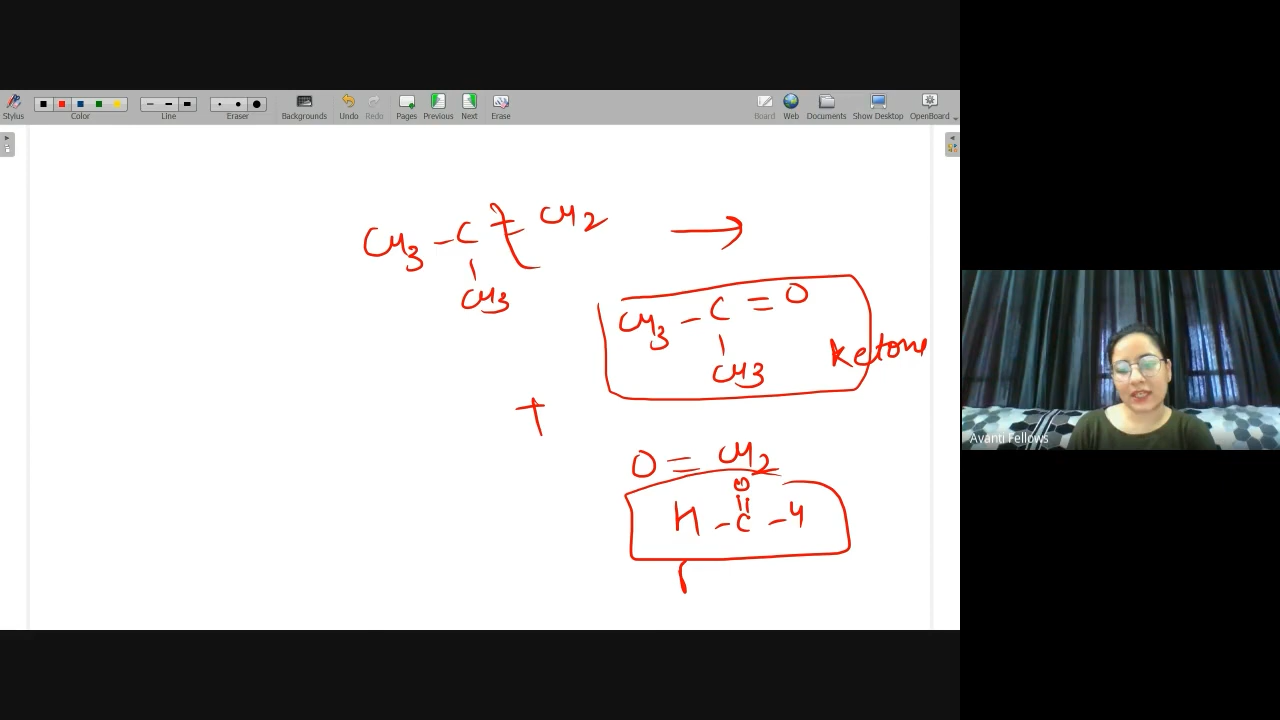 Stylus
Color
Line
Eraser
Backgrounds
Undo
Redo
Pages
Previous
Next
Erase
Board
Web
Documents
Show Desktop
OpenBoard
CH3 - C = CH2 →
CH3
CH3 - C = O
CH3
Ketone
+
O = CH2
O
H - C - H
Avanti Fellows